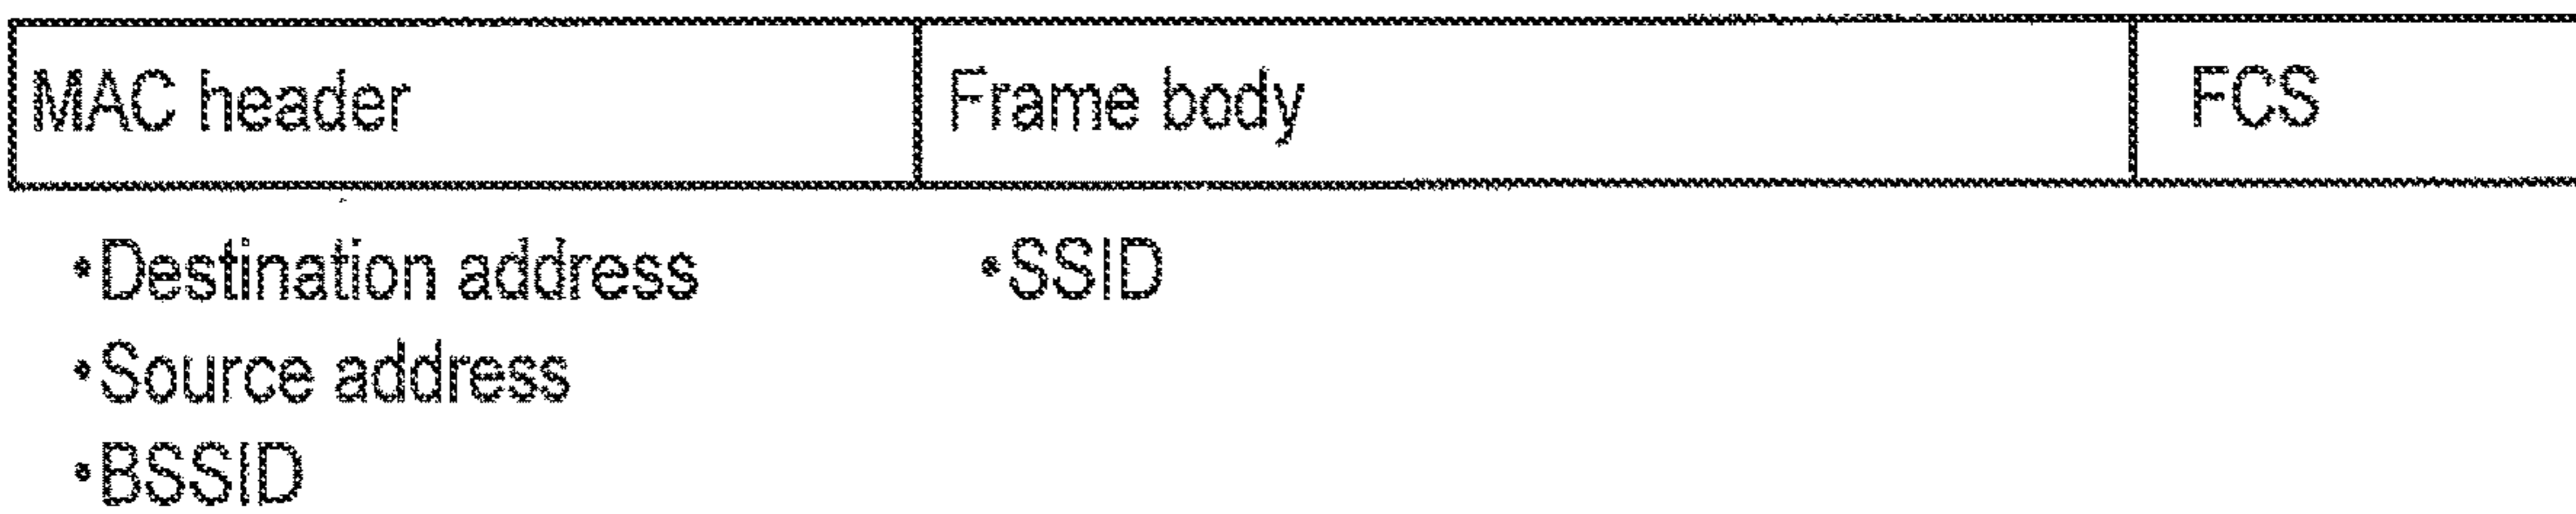 MAC header Frame body FCS
•Destination address •SSID
•Source address
•BSSID